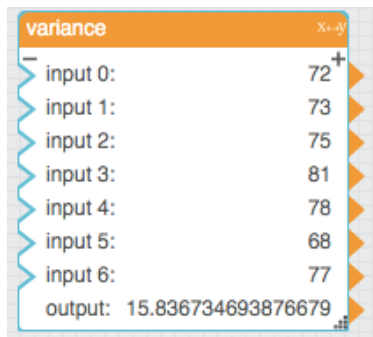 variance x↔y
− +
input 0: 72
input 1: 73
input 2: 75
input 3: 81
input 4: 78
input 5: 68
input 6: 77
output: 15.836734693876679